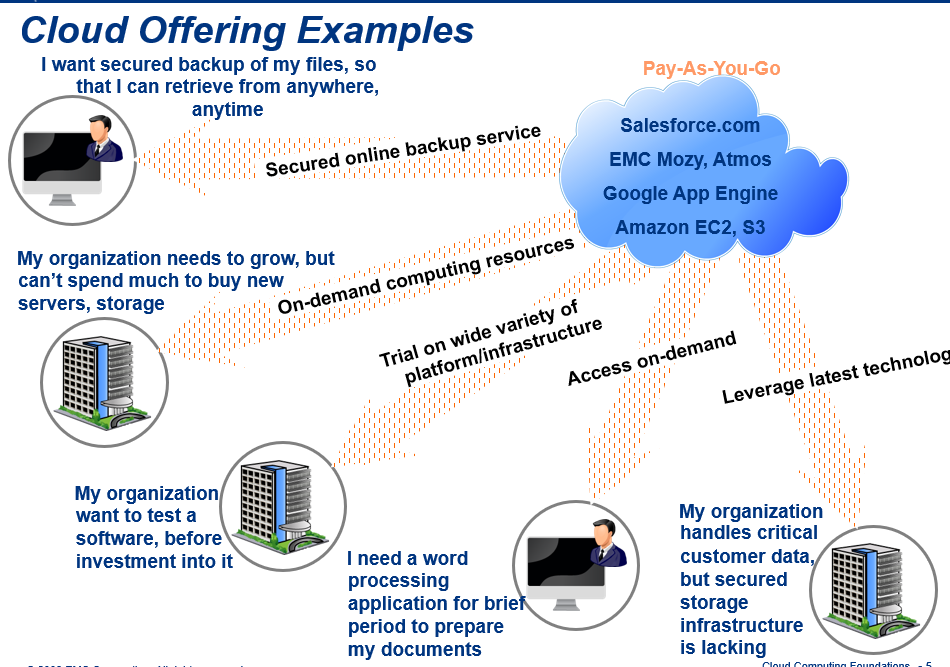 Cloud Offering Examples
I want secured backup of my files, so
that I can retrieve from anywhere,
anytime
Pay-As-You-Go
Salesforce.com
EMC Mozy, Atmos
Google App Engine
Amazon EC2, S3
Secured online backup service
My organization needs to grow, but
can’t spend much to buy new
servers, storage
On-demand computing resources
Trial on wide variety of
platform/infrastructure
Access on-demand
Leverage latest technolog
My organization
want to test a
software, before
investment into it
I need a word
processing
application for brief
period to prepare
my documents
My organization
handles critical
customer data,
but secured
storage
infrastructure
is lacking
Cloud Computing Foundations - 5